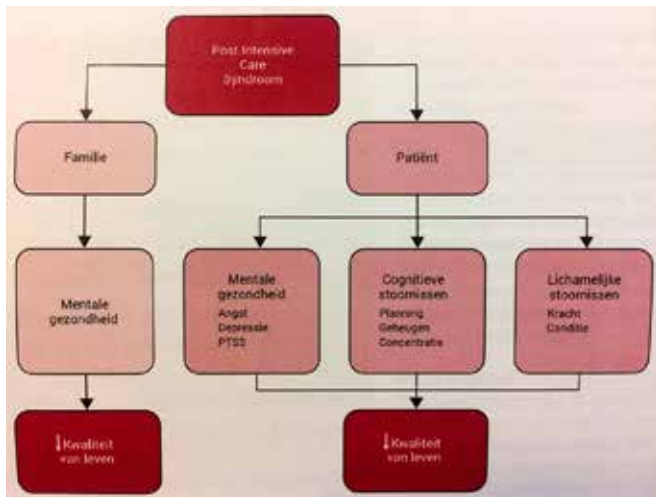 Post Intensive
Care
Syndroom
Familie
Patiënt
Mentale
gezondheid
Mentale
gezondheid
Angst
Depressie
PTSS
Cognitieve
stoornissen
Planning
Geheugen
Concentratie
Lichamelijke
stoornissen
Kracht
Conditie
↓Kwaliteit
van leven
↓Kwaliteit
van leven